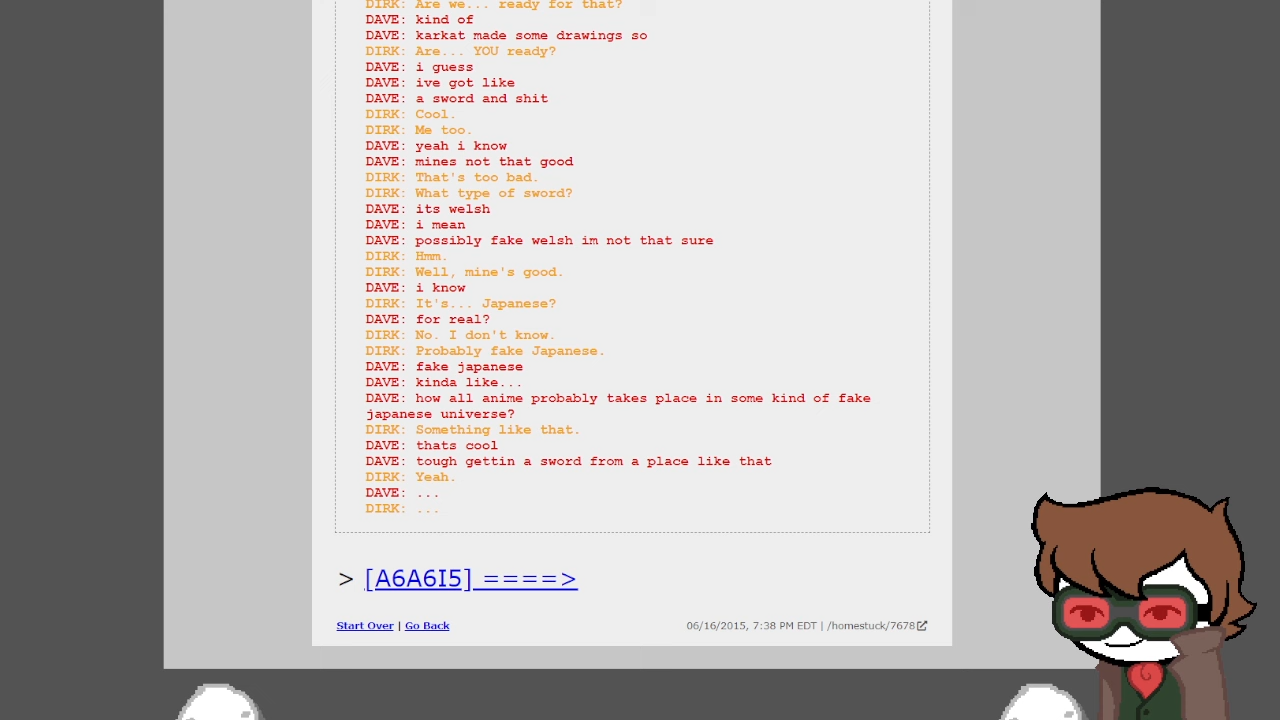 DIRK: Are we... ready for that?
DAVE: kind of
DAVE: karkat made some drawings so
DIRK: Are... YOU ready?
DAVE: i guess
DAVE: ive got like
DAVE: a sword and shit
DIRK: Cool.
DIRK: Me too.
DAVE: yeah i know
DAVE: mines not that good
DIRK: That's too bad.
DIRK: What type of sword?
DAVE: its welsh
DAVE: i mean
DAVE: possibly fake welsh im not that sure
DIRK: Hmm.
DIRK: Well, mine's good.
DAVE: i know
DIRK: It's... Japanese?
DAVE: for real?
DIRK: No. I don't know.
DIRK: Probably fake Japanese.
DAVE: fake japanese
DAVE: kinda like...
DAVE: how all anime probably takes place in some kind of fake
japanese universe?
DIRK: Something like that.
DAVE: thats cool
DAVE: tough gettin a sword from a place like that
DIRK: Yeah.
DAVE: ...
DIRK: ...
> [A6A6I5] ====>
Start Over | Go Back 06/16/2015, 7:38 PM EDT | /homestuck/7678